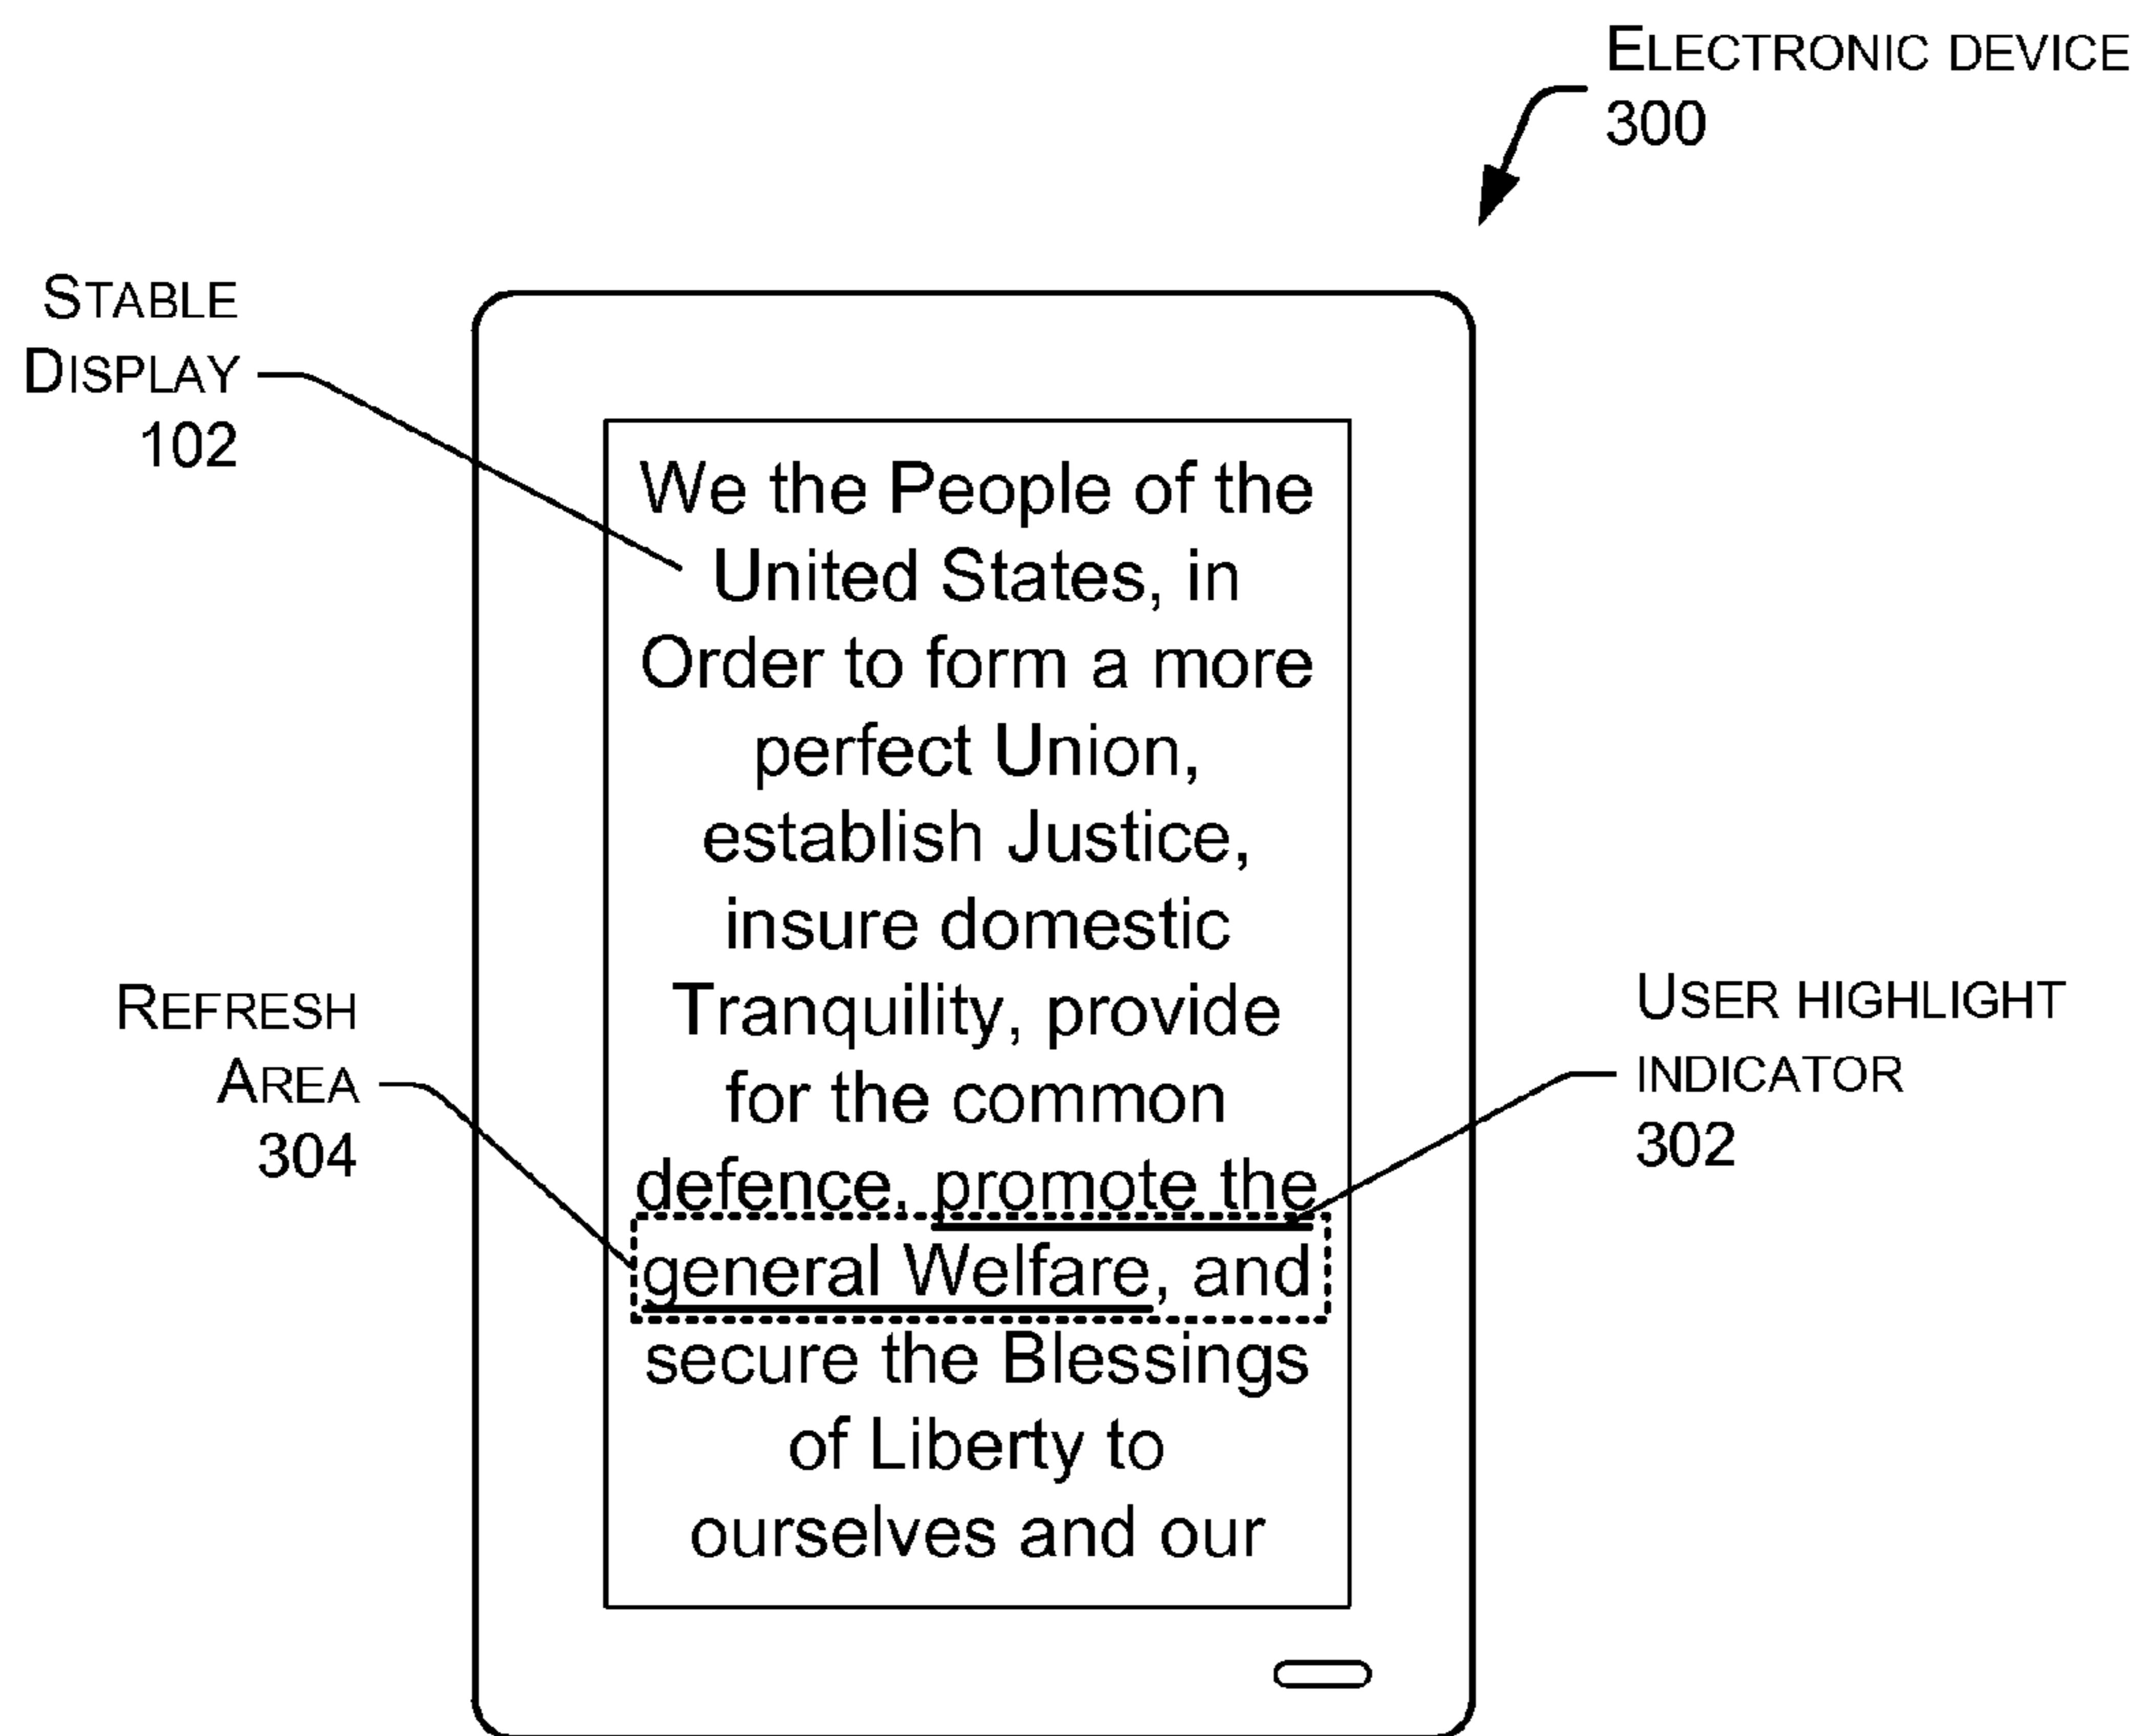 ELECTRONIC DEVICE
300
STABLE
DISPLAY
102
We the People of the
United States, in
Order to form a more
perfect Union,
establish Justice,
insure domestic
Tranquility, provide
for the common
defence, promote the
general Welfare, and
secure the Blessings
of Liberty to
ourselves and our
REFRESH
AREA
304
USER HIGHLIGHT
INDICATOR
302